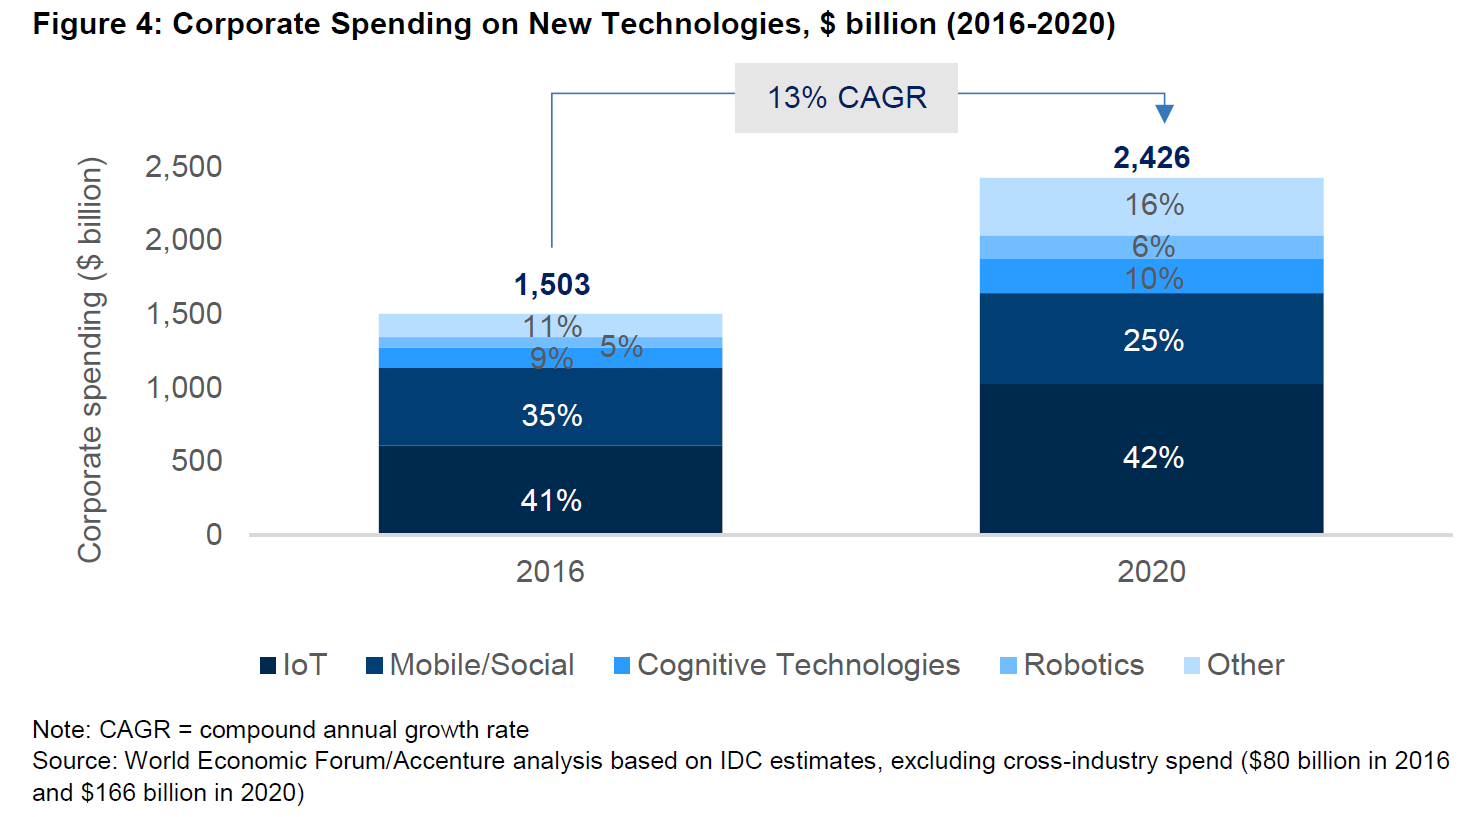 Figure 4: Corporate Spending on New Technologies, $ billion (2016-2020)
13% CAGR
Corporate spending ($ billion)
2,500
2,000
1,500
1,000
500
0
1,503
11%
5%
9%
35%
41%
2,426
16%
6%
10%
25%
42%
2016
2020
IoT
Mobile/Social
Cognitive Technologies
Robotics
Other
Note: CAGR = compound annual growth rate
Source: World Economic Forum/Accenture analysis based on IDC estimates, excluding cross-industry spend ($80 billion in 2016
and $166 billion in 2020)